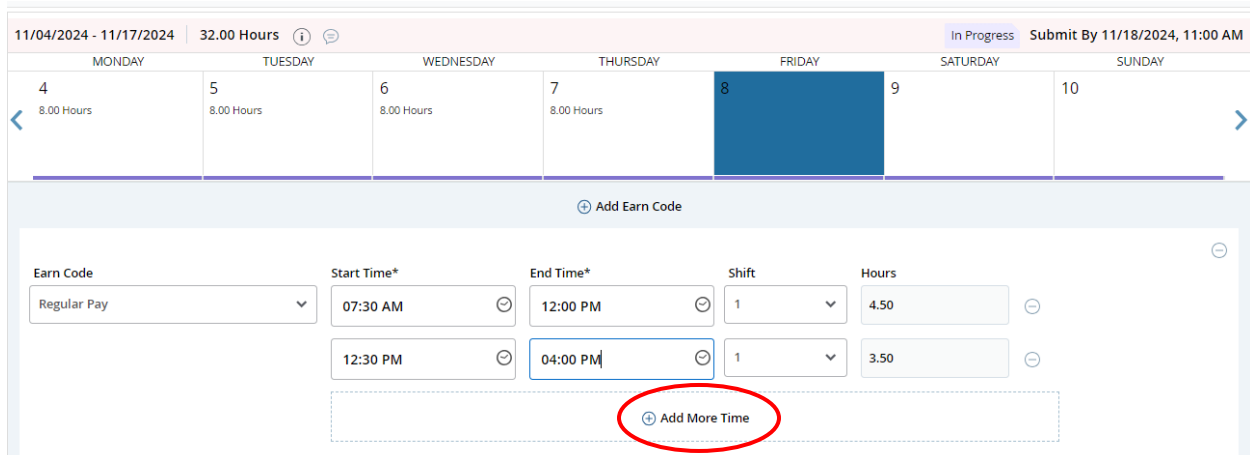 11/04/2024 - 11/17/2024 32.00 Hours In Progress Submit By 11/18/2024, 11:00 AM
MONDAY TUESDAY WEDNESDAY THURSDAY FRIDAY SATURDAY SUNDAY
4 5 6 7 8 9 10
8.00 Hours 8.00 Hours 8.00 Hours 8.00 Hours
Add Earn Code
Earn Code Start Time* End Time* Shift Hours
Regular Pay 07:30 AM 12:00 PM 1 4.50
12:30 PM 04:00 PM 1 3.50
Add More Time